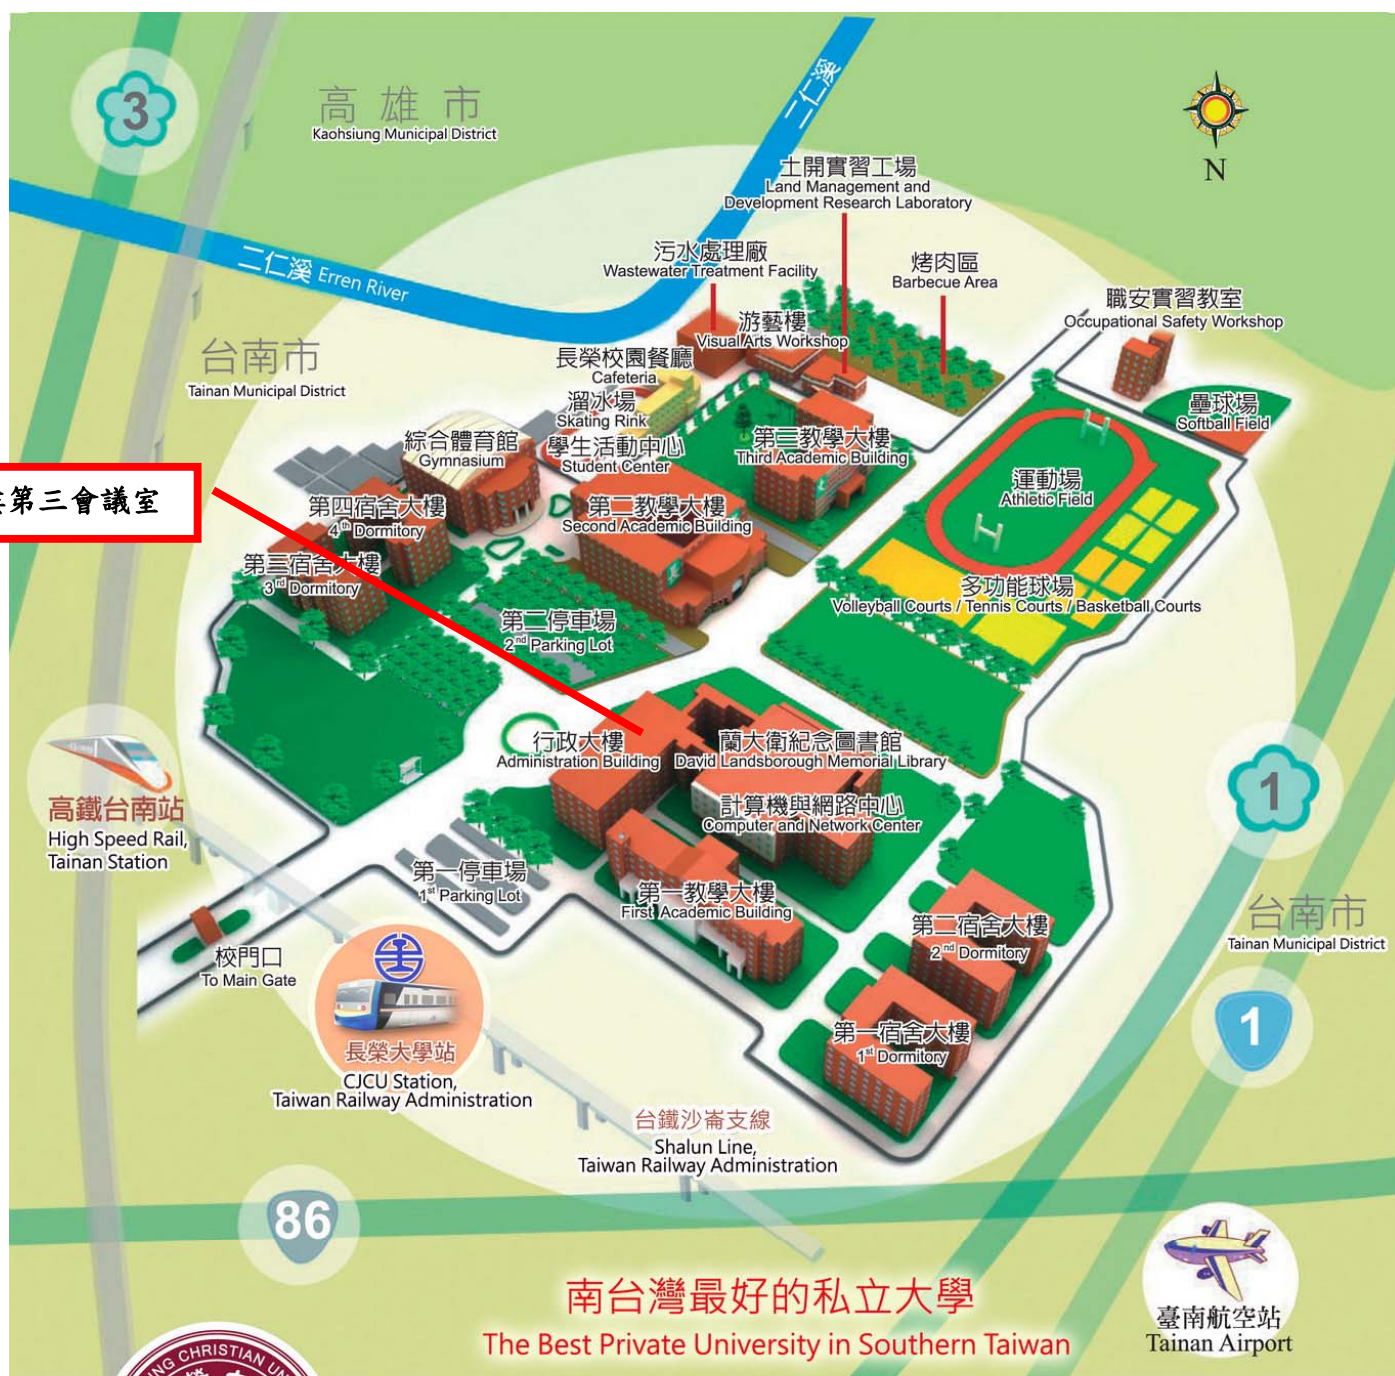 3
高雄市
Kaohsiung Municipal District
二仁溪
N
土開實習工場
Land Management and
Development Research Laboratory
二仁溪 Erren River
污水處理廠
Wastewater Treatment Facility
烤肉區
Barbecue Area
職安實習教室
Occupational Safety Workshop
游藝樓
Visual Arts Workshop
台南市
Tainan Municipal District
長榮校園餐廳
Cafeteria
溜冰場
Skating Rink
壘球場
Softball Field
綜合體育館
Gymnasium
學生活動中心
Student Center
第三教學大樓
Third Academic Building
運動場
Athletic Field
第三會議室
第四宿舍大樓
4th Dormitory
第二教學大樓
Second Academic Building
第三宿舍大樓
3rd Dormitory
多功能球場
Volleyball Courts / Tennis Courts / Basketball Courts
第二停車場
2nd Parking Lot
行政大樓
Administration Building
蘭大衛紀念圖書館
David Landsborough Memorial Library
高鐵台南站
High Speed Rail,
Tainan Station
計算機與網路中心
Computer and Network Center
1
第一停車場
1st Parking Lot
第一教學大樓
First Academic Building
第二宿舍大樓
2nd Dormitory
台南市
Tainan Municipal District
校門口
To Main Gate
1
第一宿舍大樓
1st Dormitory
長榮大學站
CJCU Station,
Taiwan Railway Administration
台鐵沙崙支線
Shalun Line,
Taiwan Railway Administration
86
南台灣最好的私立大學
The Best Private University in Southern Taiwan
臺南航空站
Tainan Airport
CHRISTIAN